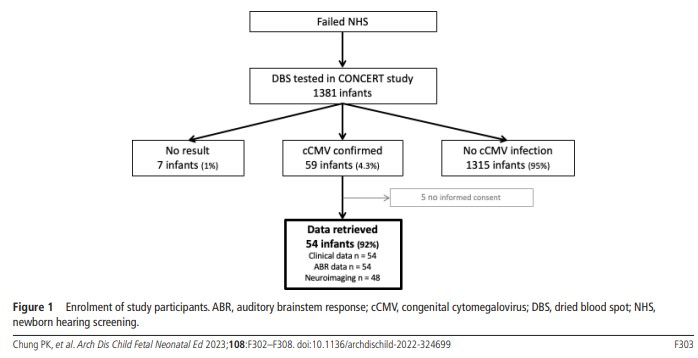 Failed NHS
DBS tested in CONCERT study
1381 infants
No result
7 infants (1%)
cCMV confirmed
59 infants (4.3%)
No cCMV infection
1315 infants (95%)
5 no informed consent
Data retrieved
54 infants (92%)
Clinical data n = 54
ABR data n = 54
Neuroimaging n = 48
Figure 1 Enrolment of study participants. ABR, auditory brainstem response; cCMV, congenital cytomegalovirus; DBS, dried blood spot; NHS,
newborn hearing screening.
Chung PK, et al. Arch Dis Child Fetal Neonatal Ed 2023;108:F302–F308. doi:10.1136/archdischild-2022-324699
F303